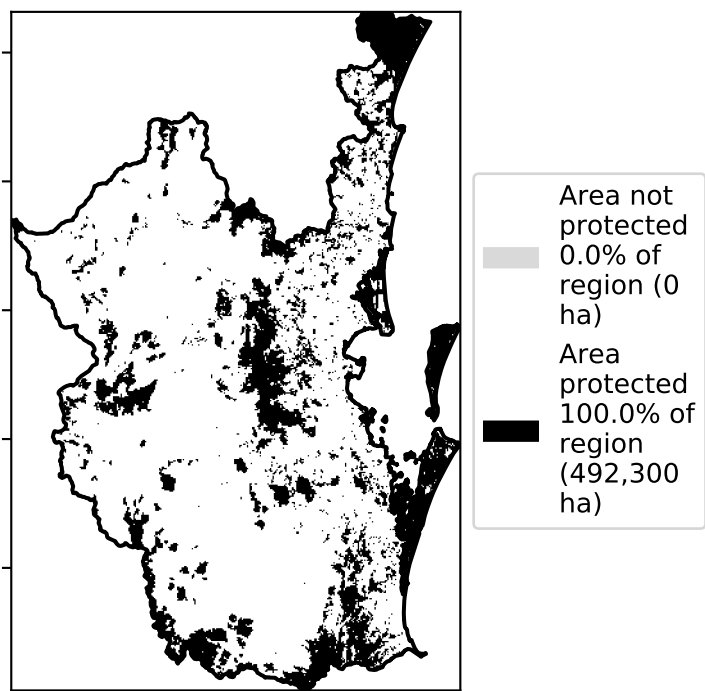 Area not
protected
0.0% of
region (0
ha)
Area
protected
100.0% of
region
(492,300
ha)